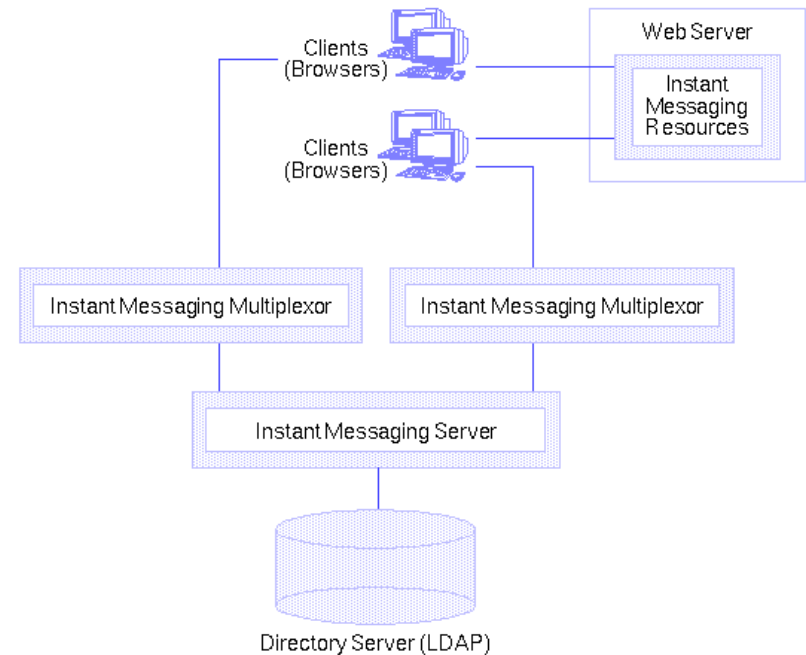 Clients
(Browsers)
Web Server
Instant
Messaging
Resources
Clients
(Browsers)
Instant Messaging Multiplexor
Instant Messaging Multiplexor
Instant Messaging Server
Directory Server (LDAP)